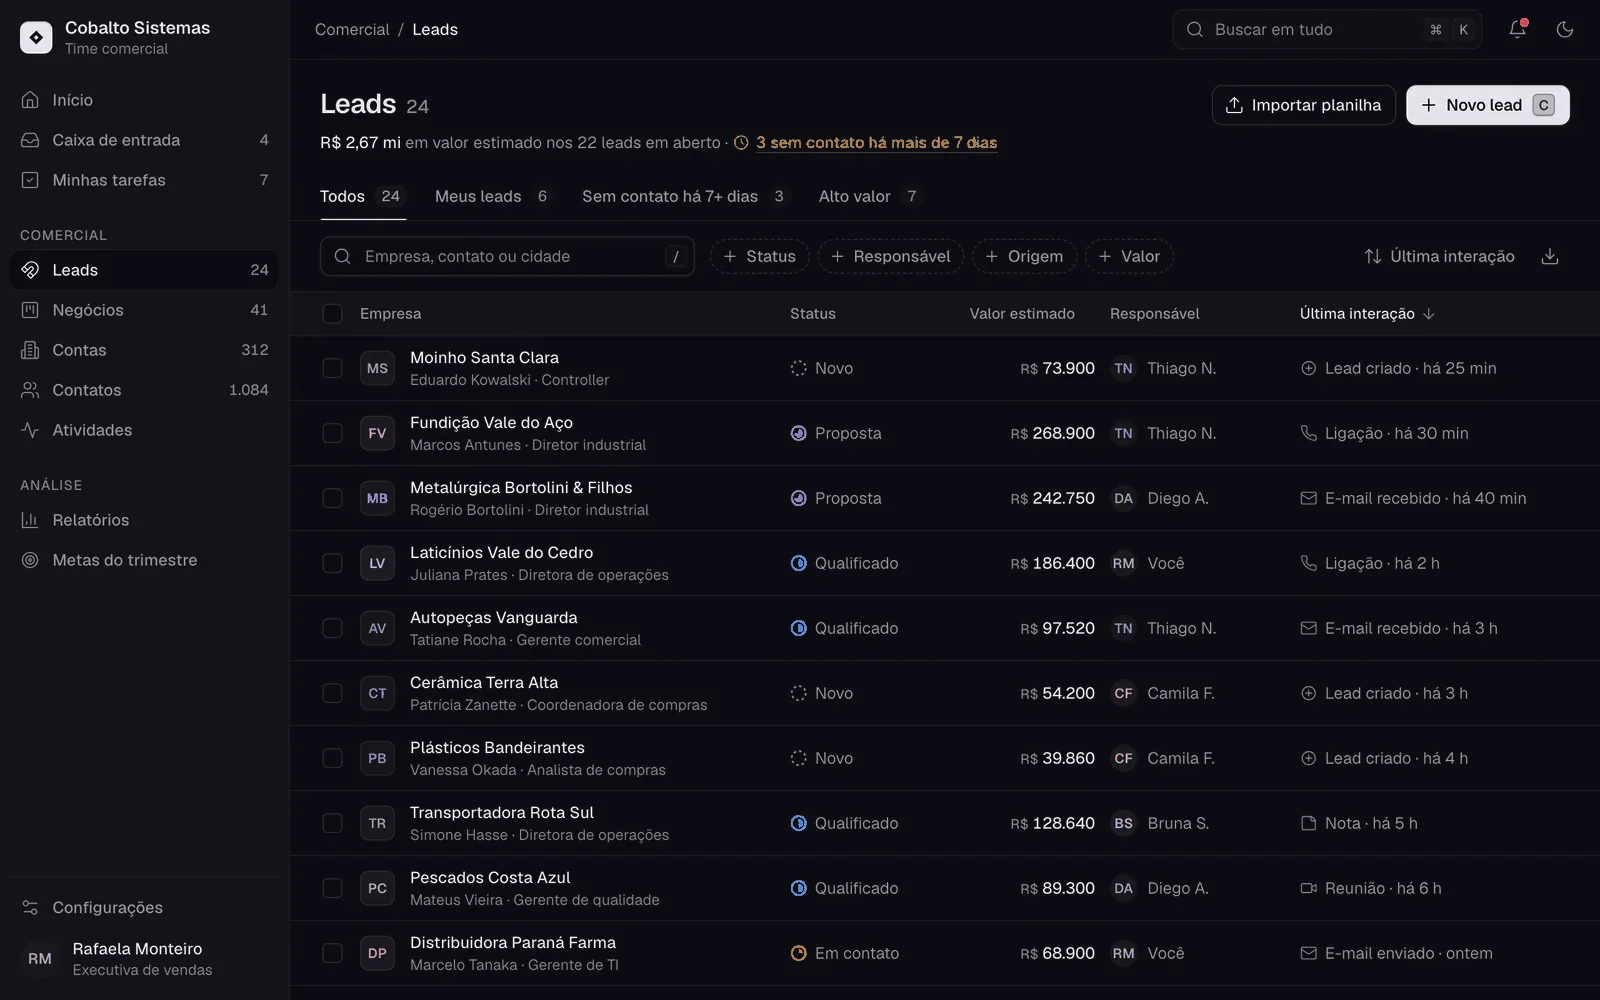 Cobalto Sistemas
Time comercial
Início
Caixa de entrada 4
Minhas tarefas 7
COMERCIAL
Leads 24
Negócios 41
Contas 312
Contatos 1.084
Atividades
ANÁLISE
Relatórios
Metas do trimestre
Configurações
RM Rafaela Monteiro
Executiva de vendas
Comercial / Leads
Buscar em tudo ⌘ K
Leads 24
Importar planilha
+ Novo lead C
R$ 2,67 mi em valor estimado nos 22 leads em aberto · 3 sem contato há mais de 7 dias
Todos 24 Meus leads 6 Sem contato há 7+ dias 3 Alto valor 7
Empresa, contato ou cidade / + Status + Responsável + Origem + Valor Última interação
Empresa Status Valor estimado Responsável Última interação ↓
MS Moinho Santa Clara Novo R$ 73.900 TN Thiago N. Lead criado · há 25 min
Eduardo Kowalski · Controller
FV Fundição Vale do Aço Proposta R$ 268.900 TN Thiago N. Ligação · há 30 min
Marcos Antunes · Diretor industrial
MB Metalúrgica Bortolini & Filhos Proposta R$ 242.750 DA Diego A. E-mail recebido · há 40 min
Rogério Bortolini · Diretor industrial
LV Laticínios Vale do Cedro Qualificado R$ 186.400 RM Você Ligação · há 2 h
Juliana Prates · Diretora de operações
AV Autopeças Vanguarda Qualificado R$ 97.520 TN Thiago N. E-mail recebido · há 3 h
Tatiane Rocha · Gerente comercial
CT Cerâmica Terra Alta Novo R$ 54.200 CF Camila F. Lead criado · há 3 h
Patrícia Zanette · Coordenadora de compras
PB Plásticos Bandeirantes Novo R$ 39.860 CF Camila F. Lead criado · há 4 h
Vanessa Okada · Analista de compras
TR Transportadora Rota Sul Qualificado R$ 128.640 BS Bruna S. Nota · há 5 h
Simone Hasse · Diretora de operações
PC Pescados Costa Azul Qualificado R$ 89.300 DA Diego A. Reunião · há 6 h
Mateus Vieira · Gerente de qualidade
DP Distribuidora Paraná Farma Em contato R$ 68.900 RM Você E-mail enviado · ontem
Marcelo Tanaka · Gerente de TI